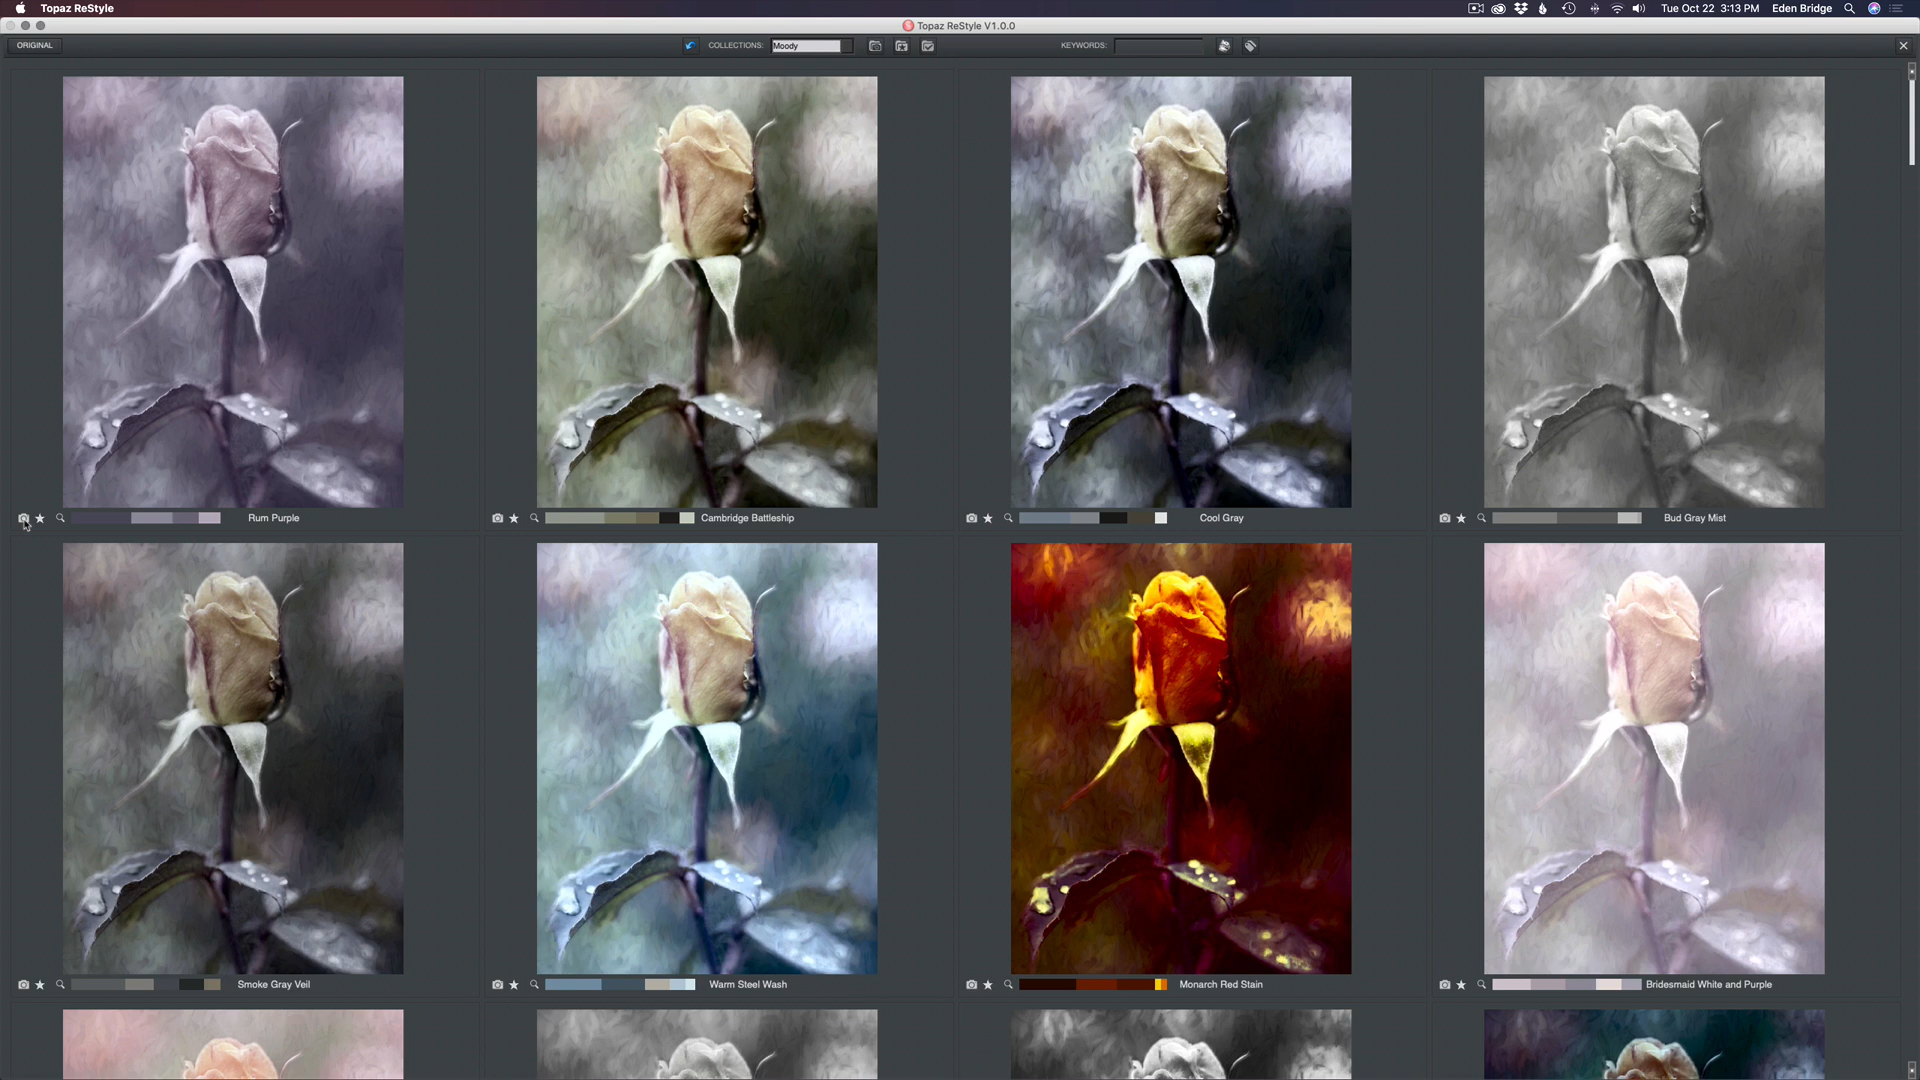 Topaz ReStyle
Tue Oct 22 3:13 PM Eden Bridge
Topaz ReStyle V1.0.0
ORIGINAL
COLLECTIONS: Moody
KEYWORDS:
Rum Purple
Cambridge Battleship
Cool Gray
Bud Gray Mist
Smoke Gray Veil
Warm Steel Wash
Monarch Red Stain
Bridesmaid White and Purple